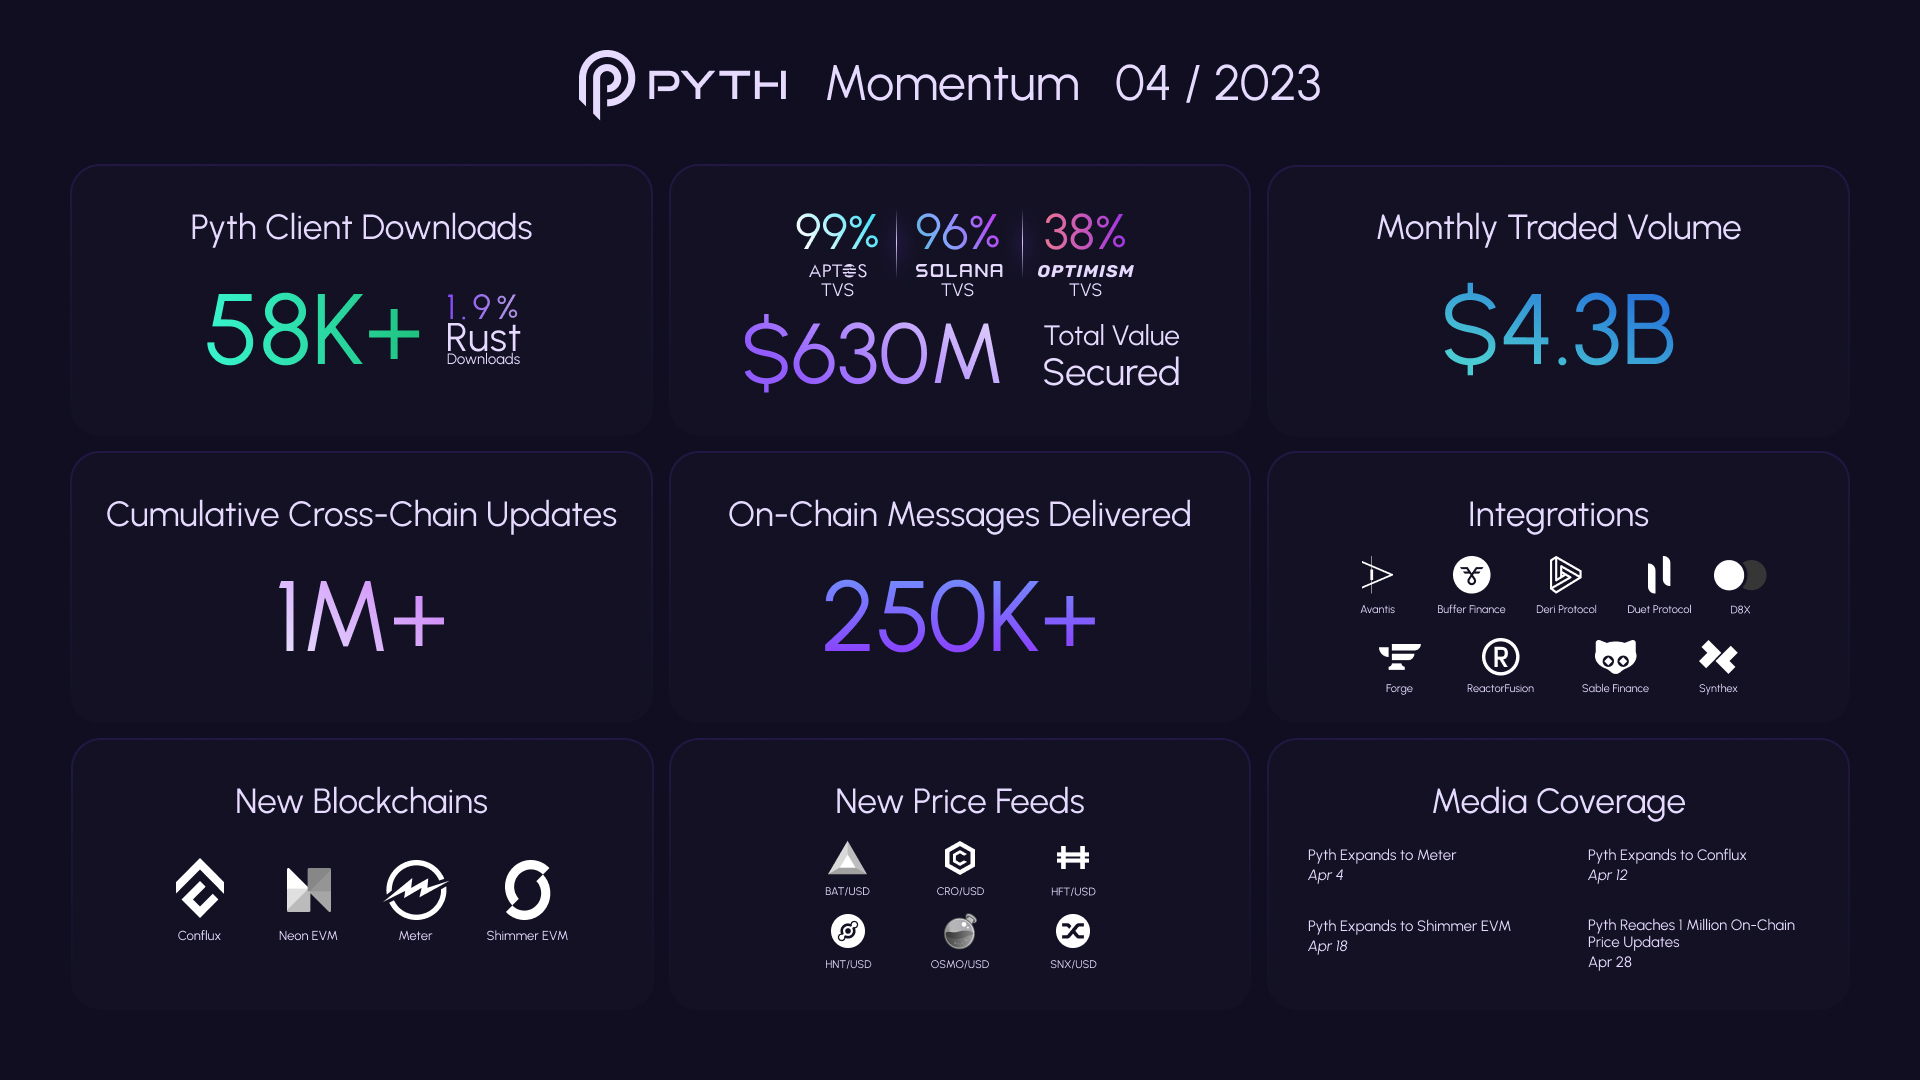 PYTH Momentum 04 / 2023
Pyth Client Downloads
58K+
1.9%
Rust
Downloads
99% 96% 38%
APTOS SOLANA OPTIMISM
TVS TVS TVS
$630M
Total Value
Secured
Monthly Traded Volume
$4.3B
Cumulative Cross-Chain Updates
1M+
On-Chain Messages Delivered
250K+
Integrations
Avantis Buffer Finance Deri Protocol Duet Protocol D8X
Forge ReactorFusion Sable Finance Synthex
New Blockchains
Conflux Neon EVM Meter Shimmer EVM
New Price Feeds
BAT/USD CRO/USD HFT/USD
HNT/USD OSMO/USD SNX/USD
Media Coverage
Pyth Expands to Meter
Apr 4
Pyth Expands to Conflux
Apr 12
Pyth Expands to Shimmer EVM
Apr 18
Pyth Reaches 1 Million On-Chain
Price Updates
Apr 28